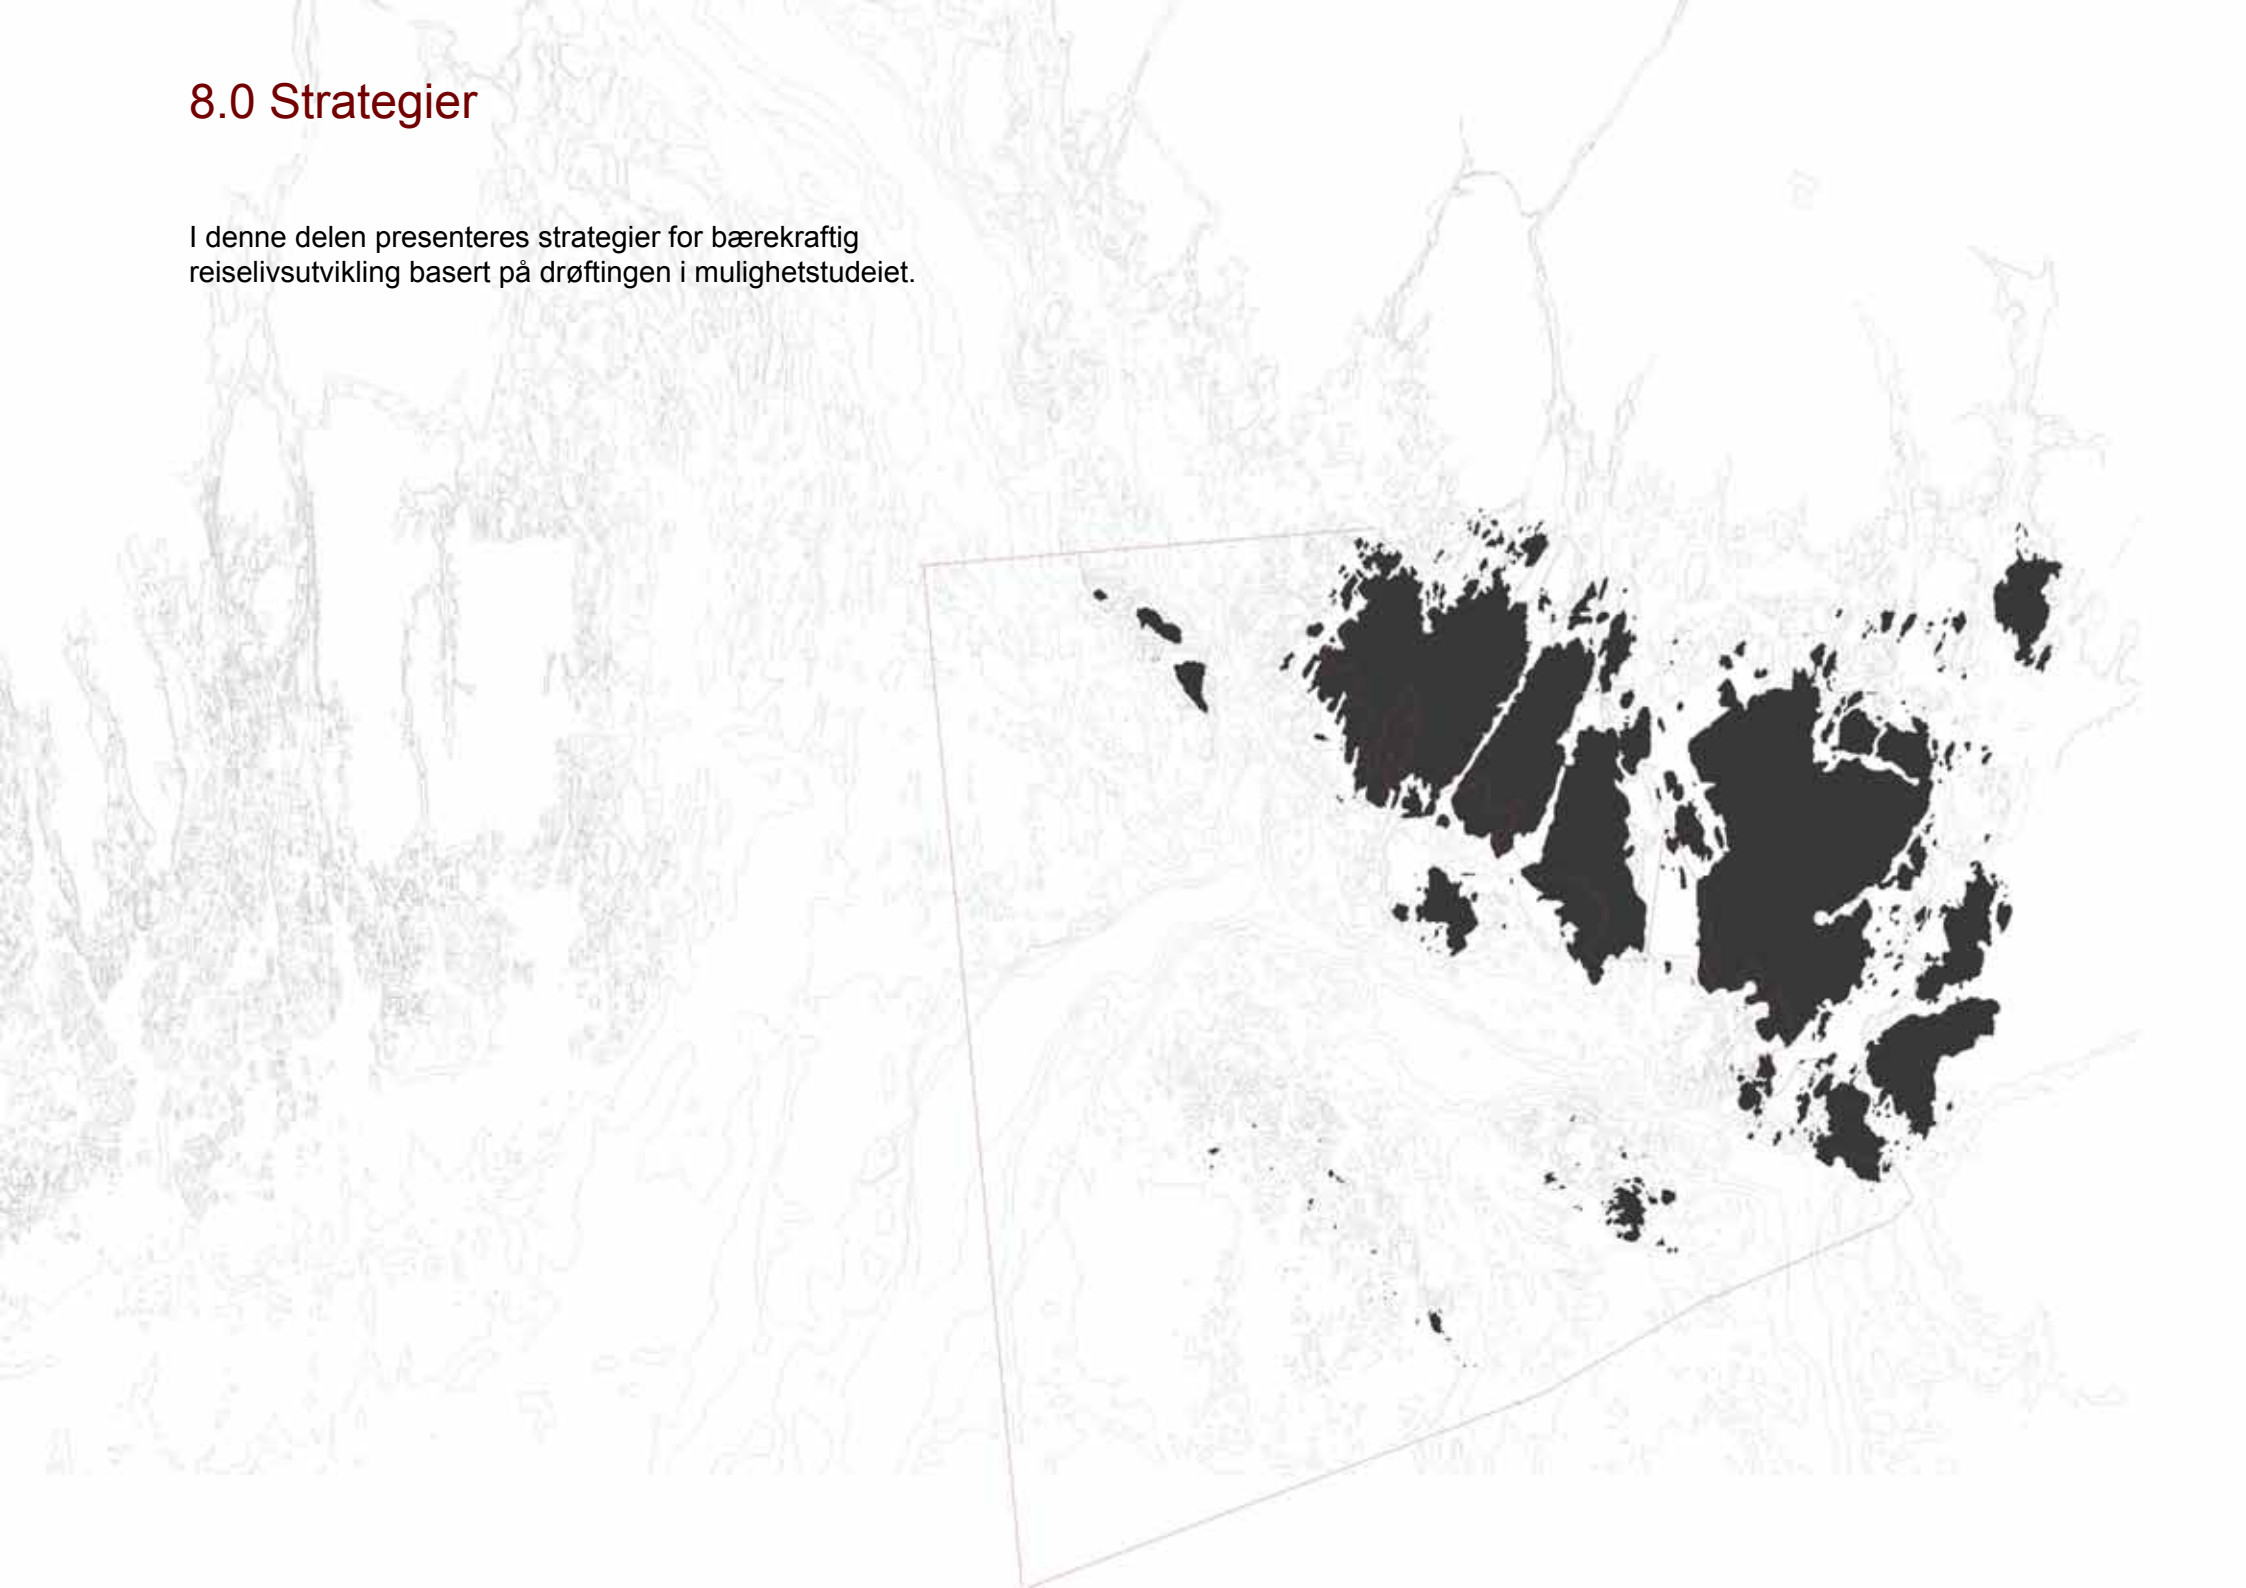 8.0 Strategier
I denne delen presenteres strategier for bærekraftig
reiselivsutvikling basert på drøftingen i mulighetstudeiet.